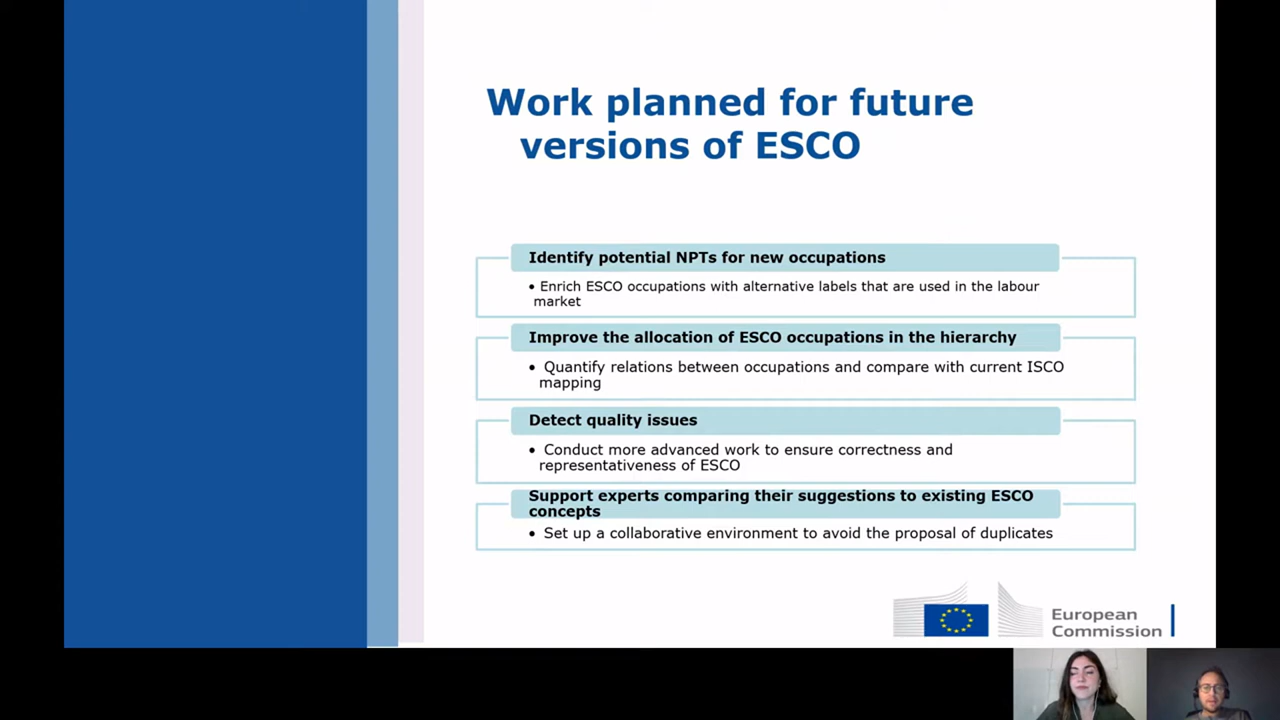 Work planned for future
versions of ESCO
Identify potential NPTs for new occupations
• Enrich ESCO occupations with alternative labels that are used in the labour
market
Improve the allocation of ESCO occupations in the hierarchy
• Quantify relations between occupations and compare with current ISCO
mapping
Detect quality issues
• Conduct more advanced work to ensure correctness and
representativeness of ESCO
Support experts comparing their suggestions to existing ESCO
concepts
• Set up a collaborative environment to avoid the proposal of duplicates
European
Commission